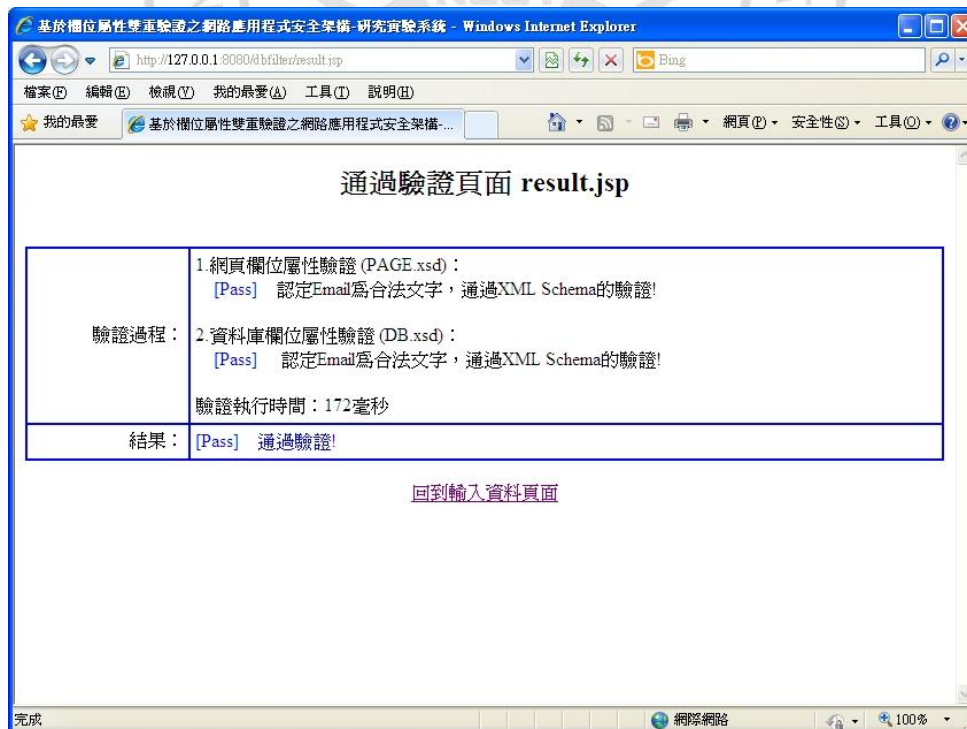 基於欄位屬性雙重驗證之網路應用程式安全架構-研究實驗系統 - Windows Internet Explorer
http://127.0.0.1:8080/dbfilter/result.jsp
Bing
檔案(F) 編輯(E) 檢視(V) 我的最愛(A) 工具(T) 說明(H)
我的最愛 基於欄位屬性雙重驗證之網路應用程式安全架構-... 網頁(P) 安全性(S) 工具(O)
通過驗證頁面 result.jsp
1.網頁欄位屬性驗證 (PAGE.xsd)：
[Pass] 認定Email為合法文字，通過XML Schema的驗證!
驗證過程： 2.資料庫欄位屬性驗證 (DB.xsd)：
[Pass] 認定Email為合法文字，通過XML Schema的驗證!
驗證執行時間：172毫秒
結果： [Pass] 通過驗證!
回到輸入資料頁面
完成 網際網路 100%